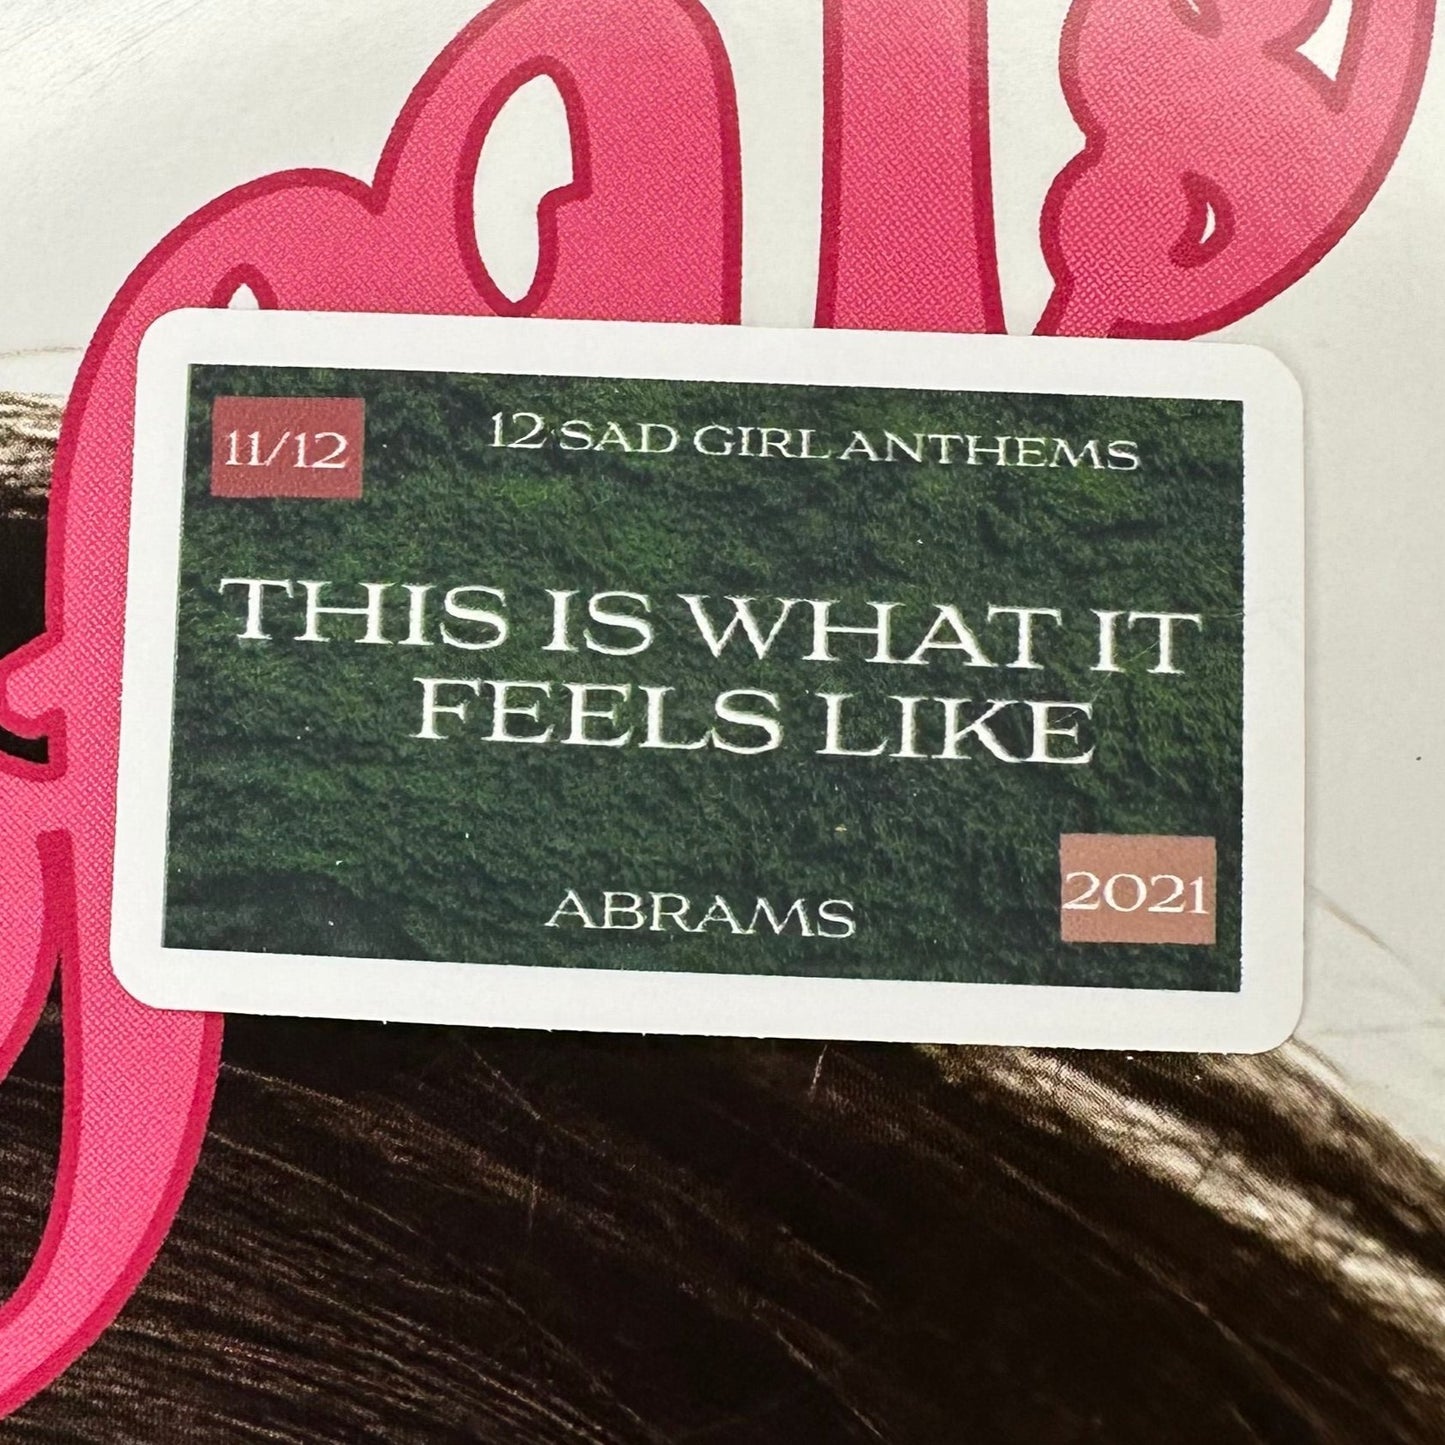 11/12
12 SAD GIRL ANTHEMS
THIS IS WHAT IT
FEELS LIKE
ABRAMS
2021